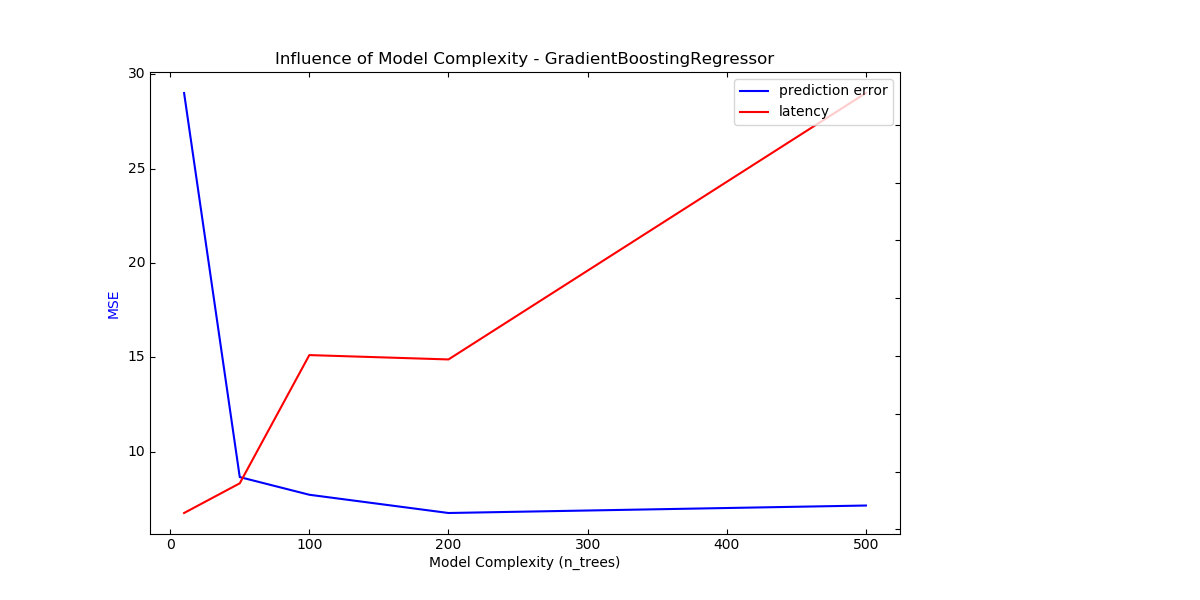 Influence of Model Complexity - GradientBoostingRegressor
prediction error
latency
30
25
20
15
10
MSE
0 100 200 300 400 500
Model Complexity (n_trees)